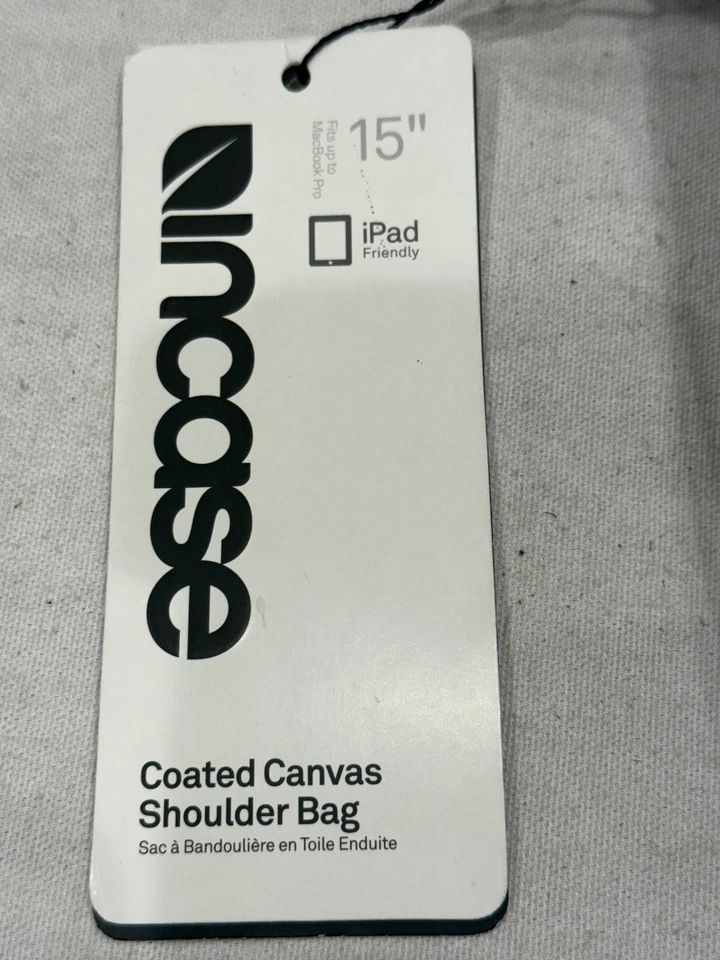 Fits up to
MacBook Pro
15"
iPad
Friendly
incase
Coated Canvas
Shoulder Bag
Sac à Bandoulière en Toile Enduite